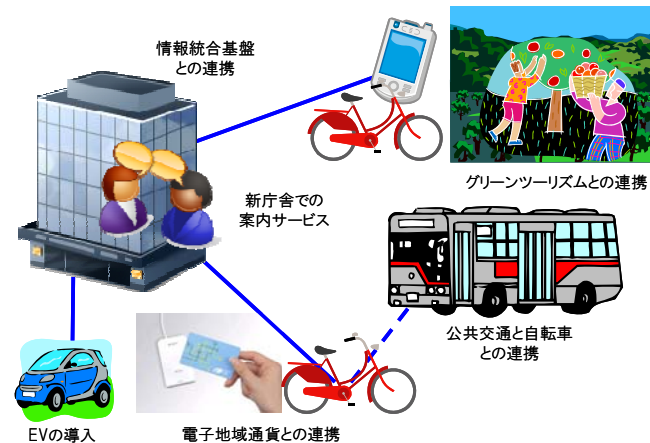 情報統合基盤
との連携
グリーンツーリズムとの連携
新庁舎での
案内サービス
公共交通と自転車
との連携
EVの導入
電子地域通貨との連携